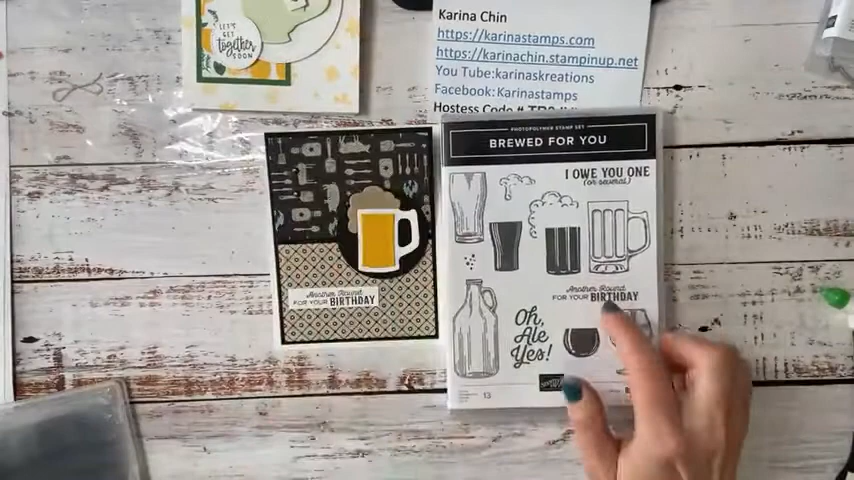 LET'S
GET
together
SOON
Karina Chin
https://karinastamps.com
https://karinachin.stampinup.net
YouTube:karinaskreations
Facebook:karinastamps
Hostess Code #
PHOTOPOLYMER STAMP SET
BREWED FOR YOU
I OWE YOU ONE
(or several)
Another Round
FOR YOUR BIRTHDAY
Another Round
FOR YOUR BIRTHDAY
Oh,
Ale
Yes!
13